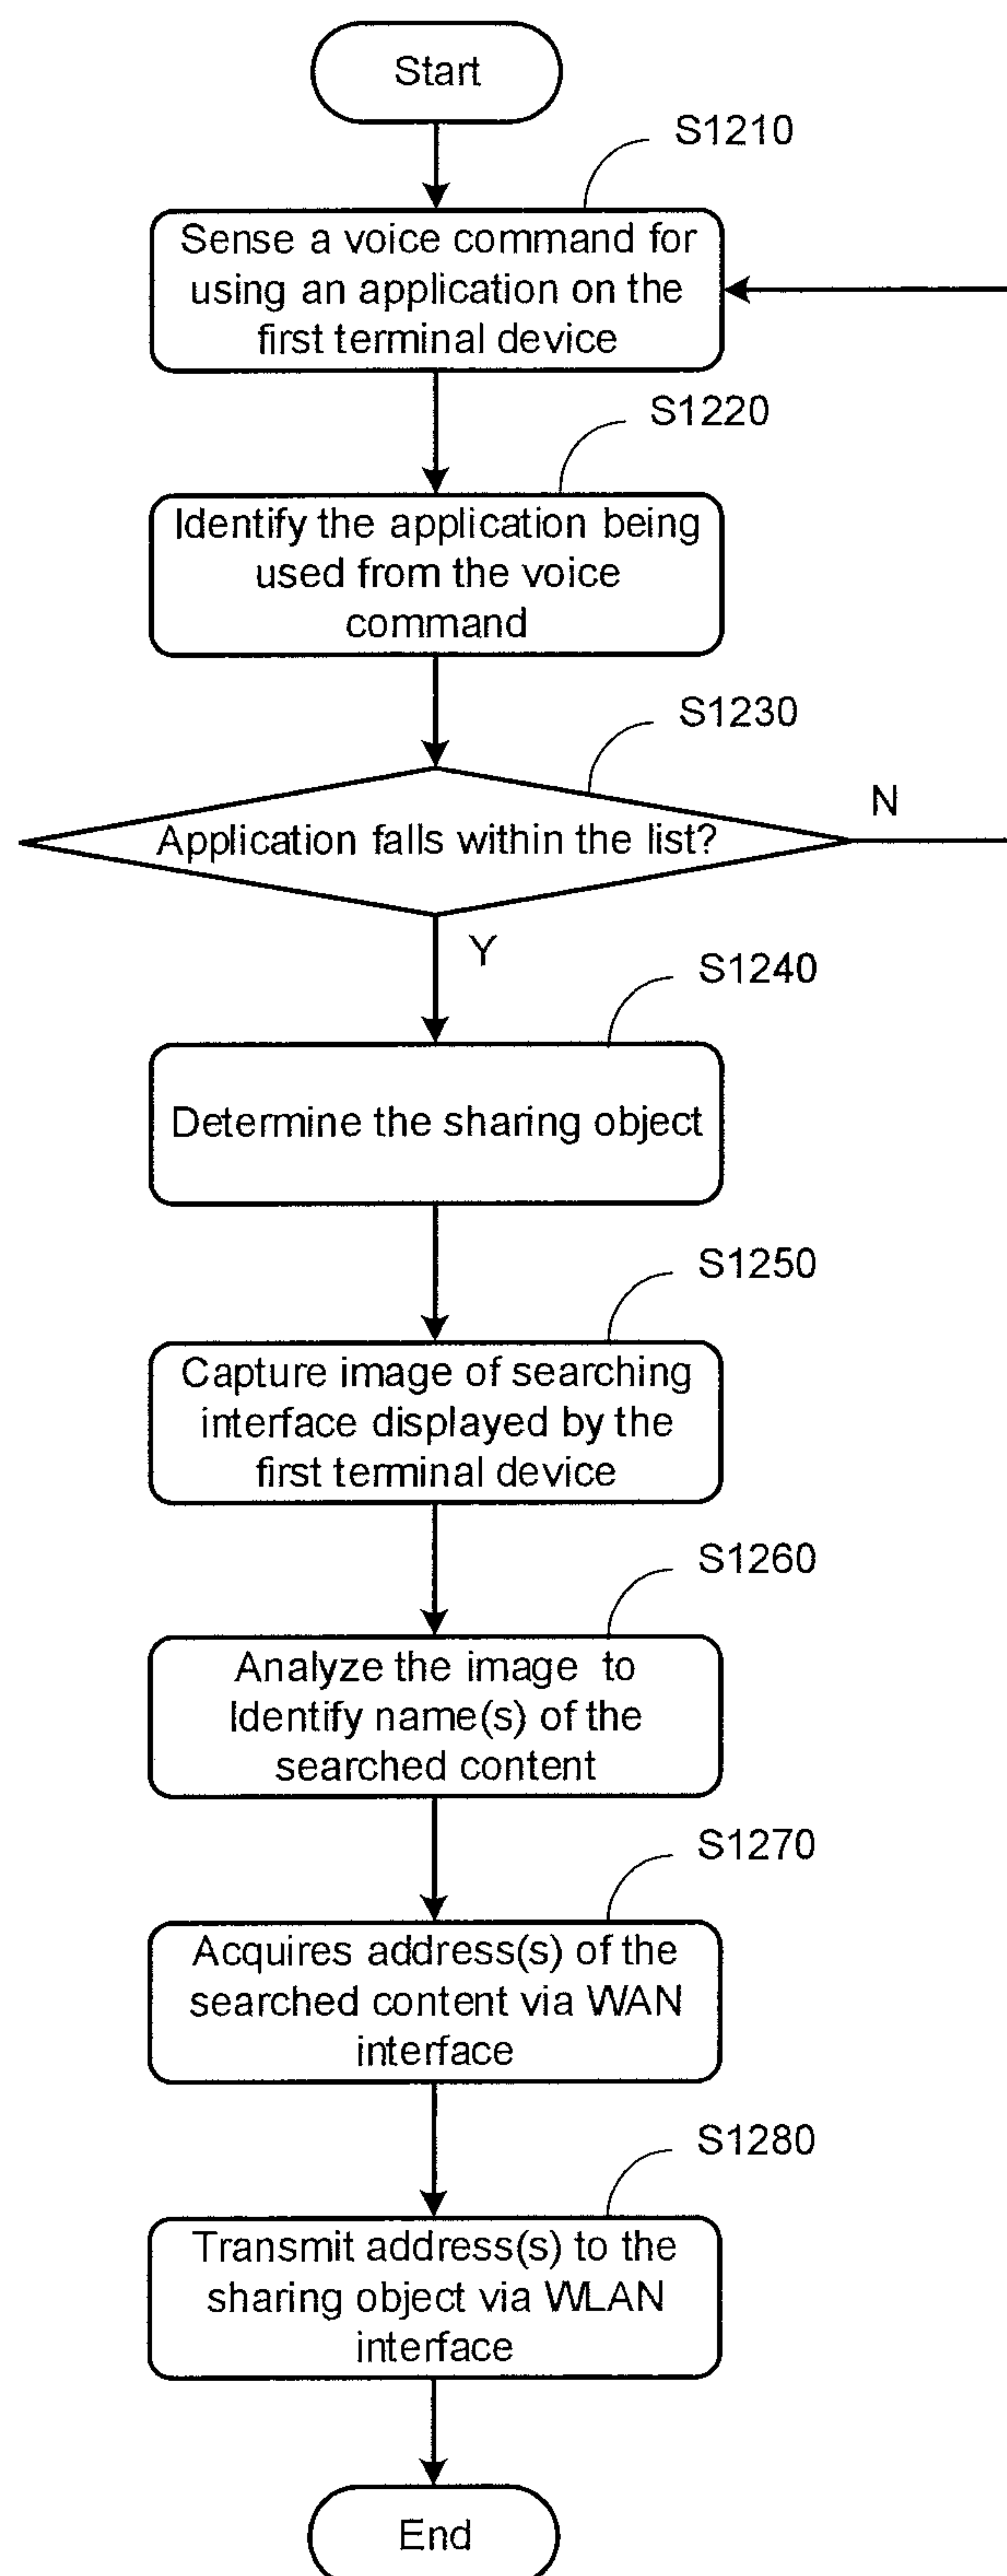 Start
S1210
Sense a voice command for
using an application on the
first terminal device
S1220
Identify the application being
used from the voice
command
S1230
Application falls within the list?
N
Y
S1240
Determine the sharing object
S1250
Capture image of searching
interface displayed by the
first terminal device
S1260
Analyze the image to
Identify name(s) of the
searched content
S1270
Acquires address(s) of the
searched content via WAN
interface
S1280
Transmit address(s) to the
sharing object via WLAN
interface
End